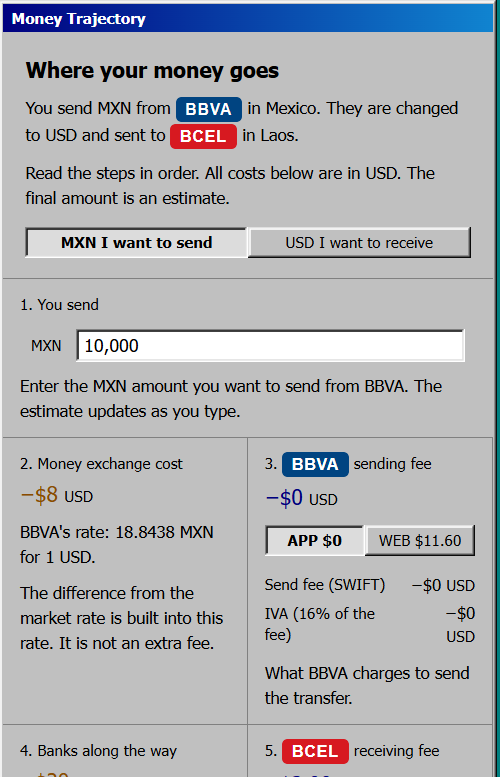 Money Trajectory
Where your money goes
You send MXN from BBVA in Mexico. They are changed
to USD and sent to BCEL in Laos.
Read the steps in order. All costs below are in USD. The
final amount is an estimate.
MXN I want to send USD I want to receive
1. You send
MXN 10,000
Enter the MXN amount you want to send from BBVA. The
estimate updates as you type.
2. Money exchange cost
−$8 USD
BBVA's rate: 18.8438 MXN
for 1 USD.
The difference from the
market rate is built into this
rate. It is not an extra fee.
3. BBVA sending fee
−$0 USD
APP $0 WEB $11.60
Send fee (SWIFT) −$0 USD
IVA (16% of the −$0
fee) USD
What BBVA charges to send
the transfer.
4. Banks along the way
5. BCEL receiving fee